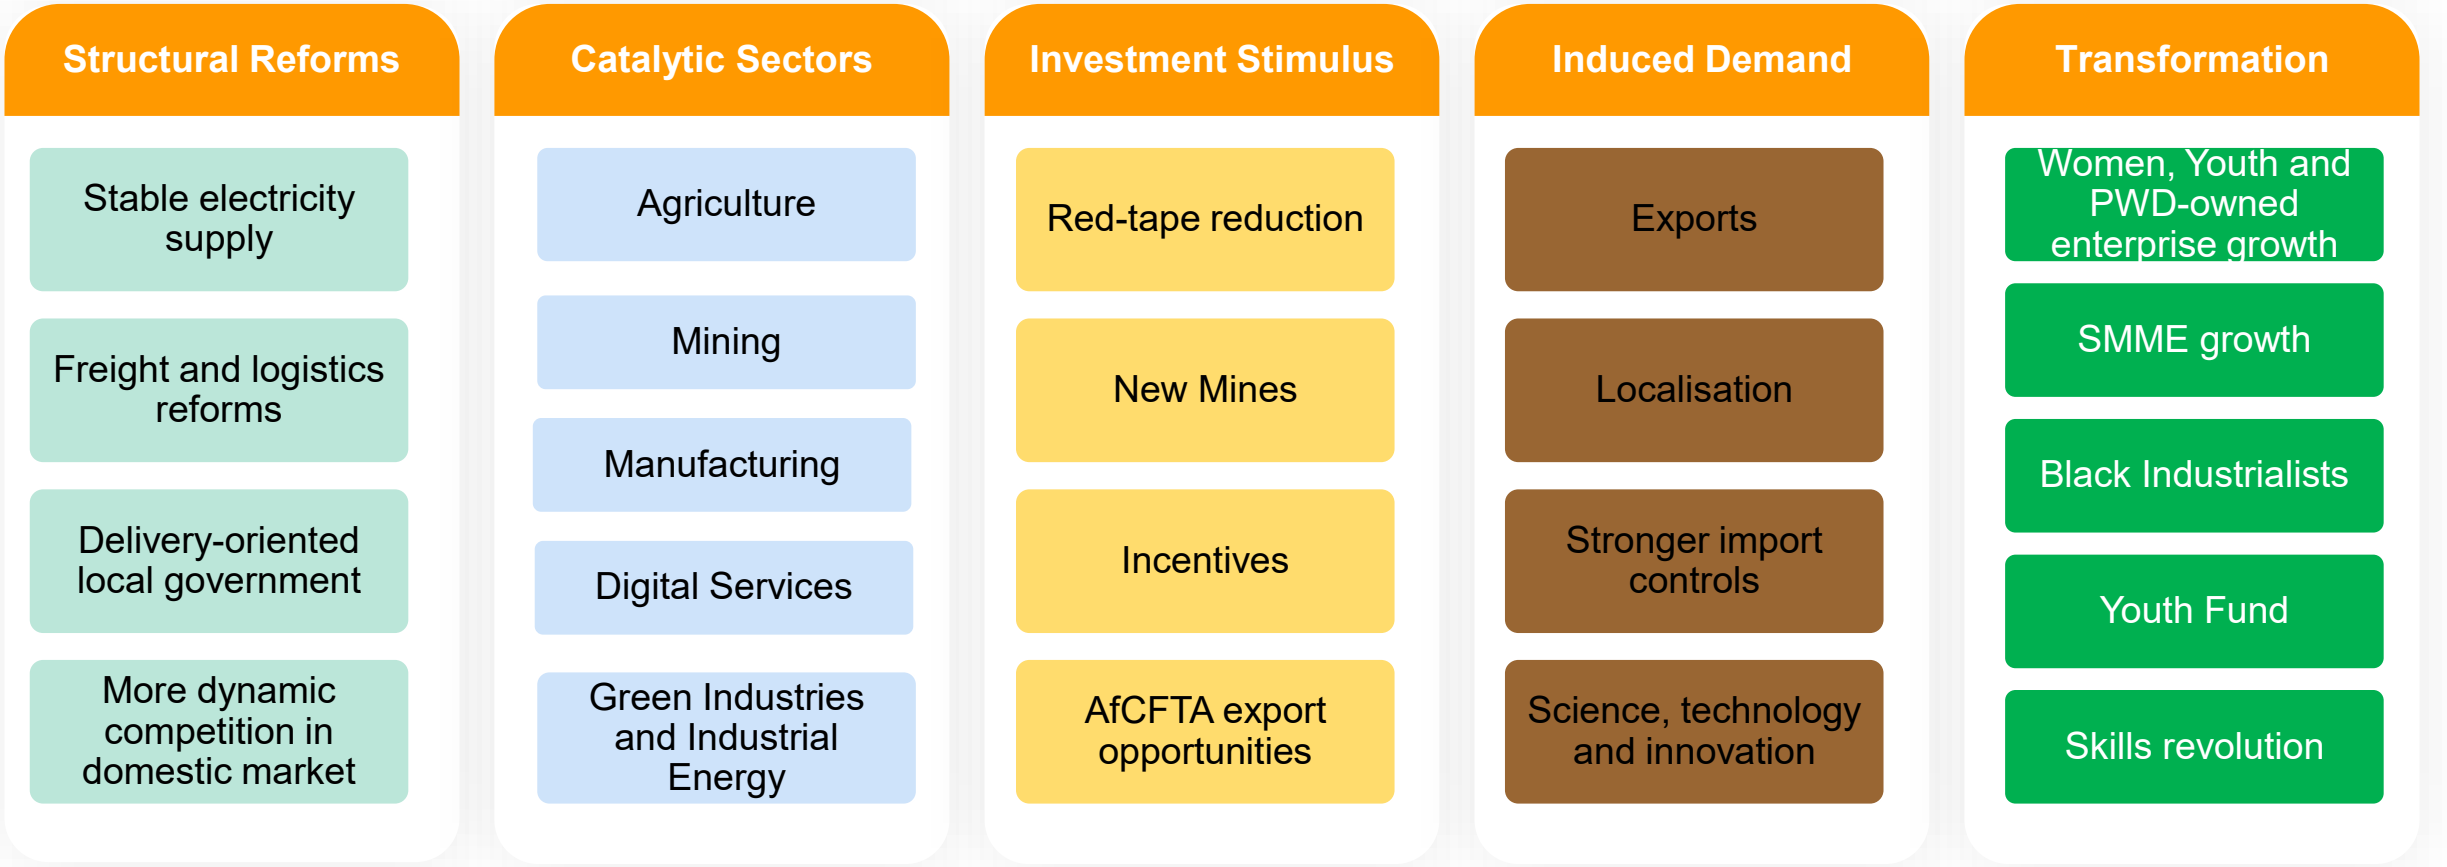 Structural Reforms
Stable electricity
supply
Freight and logistics
reforms
Delivery-oriented
local government
More dynamic
competition in
domestic market
Catalytic Sectors
Agriculture
Mining
Manufacturing
Digital Services
Green Industries
and Industrial
Energy
Investment Stimulus
Red-tape reduction
New Mines
Incentives
AfCFTA export
opportunities
Induced Demand
Exports
Localisation
Stronger import
controls
Science, technology
and innovation
Transformation
Women, Youth and
PWD-owned
enterprise growth
SMME growth
Black Industrialists
Youth Fund
Skills revolution